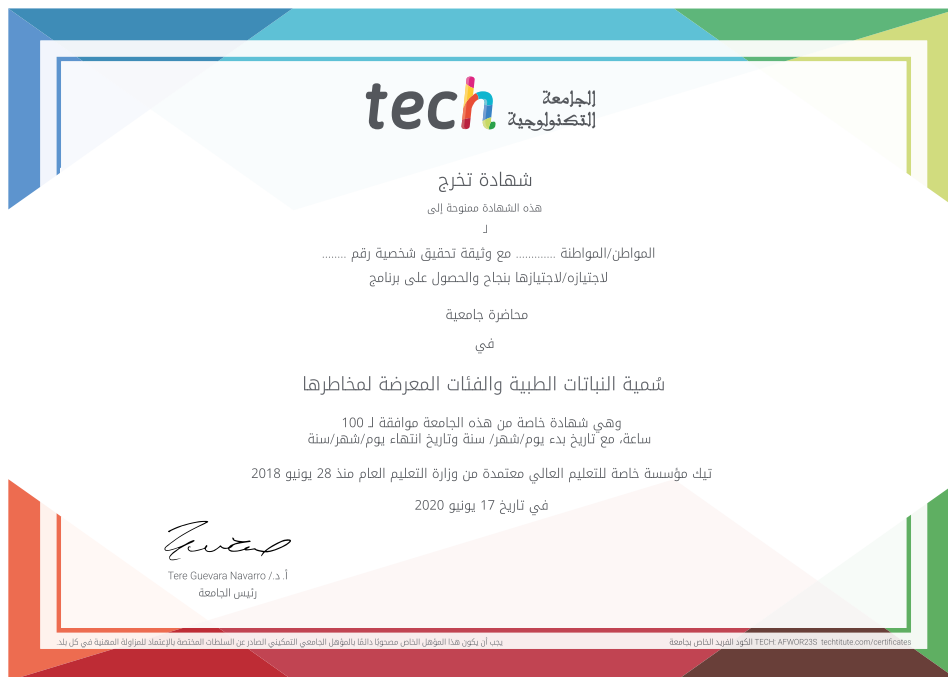 tech الجامعة
التكنولوجية
شهادة تخرج
هذه الشهادة ممنوحة إلى
لـ
المواطن/المواطنة ............. مع وثيقة تحقيق شخصية رقم ........
لاجتيازه/لاجتيازها بنجاح والحصول على برنامج
محاضرة جامعية
في
سُمية النباتات الطبية والفئات المعرضة لمخاطرها
وهي شهادة خاصة من هذه الجامعة موافقة لـ 100
ساعة، مع تاريخ بدء يوم/شهر/ سنة وتاريخ انتهاء يوم/شهر/سنة
تيك مؤسسة خاصة للتعليم العالي معتمدة من وزارة التعليم العام منذ 28 يونيو 2018
في تاريخ 17 يونيو 2020
أ. د./ Tere Guevara Navarro
رئيس الجامعة
يجب أن يكون هذا المؤهل الخاص مصحوبًا دائمًا بالمؤهل الجامعي التمكيني الصادر عن السلطات المختصة بالإعتماد للمزاولة المهنية في كل بلد.
الكود الفريد الخاص بجامعة TECH: AFWOR23S techtitute.com/certificates